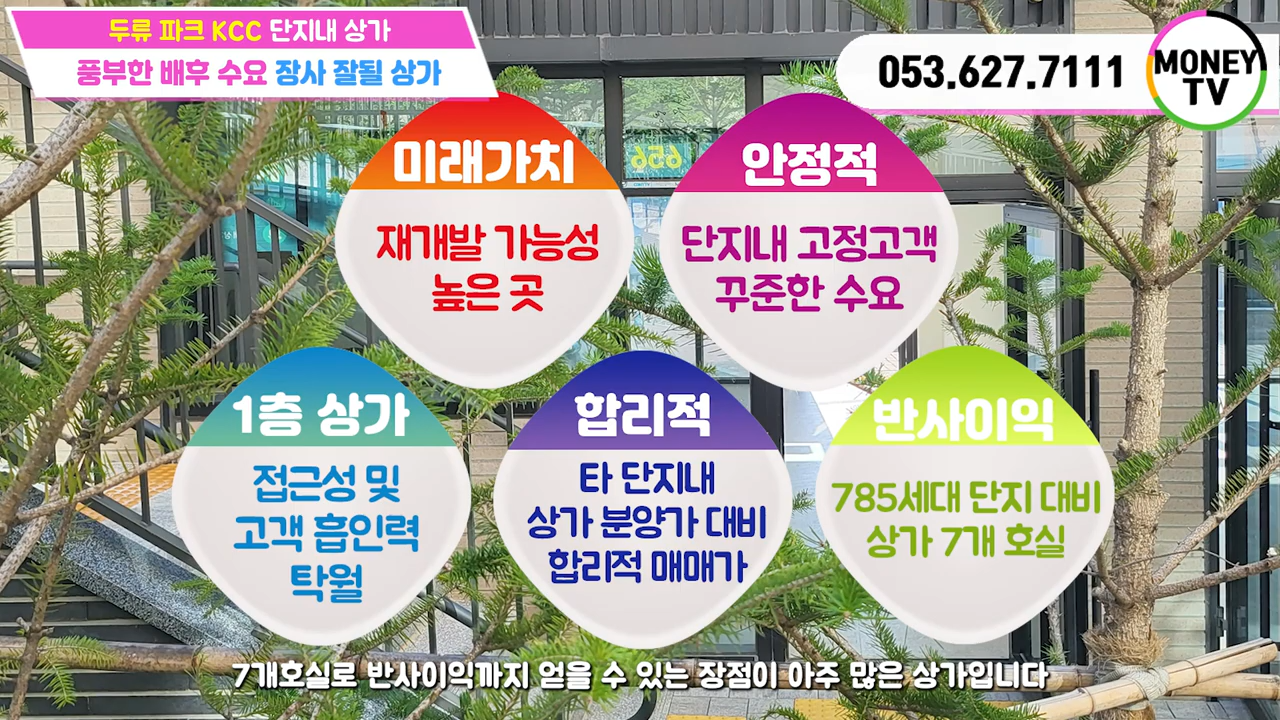 두류 파크 KCC 단지내 상가
풍부한 배후 수요 장사 잘될 상가
053.627.7111
MONEY
TV
656
미래가치
재개발 가능성
높은 곳
안정적
단지내 고정고객
꾸준한 수요
1층 상가
접근성 및
고객 흡인력
탁월
합리적
타 단지내
상가 분양가 대비
합리적 매매가
반사이익
785세대 단지 대비
상가 7개 호실
7개호실로 반사이익까지 얻을 수 있는 장점이 아주 많은 상가입니다